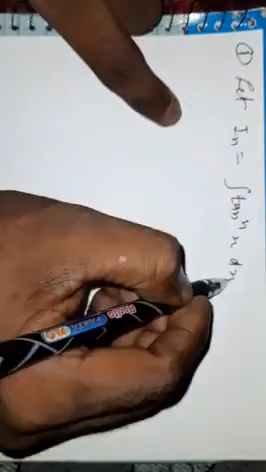 ① Let Iₙ = ∫tanⁿx dx